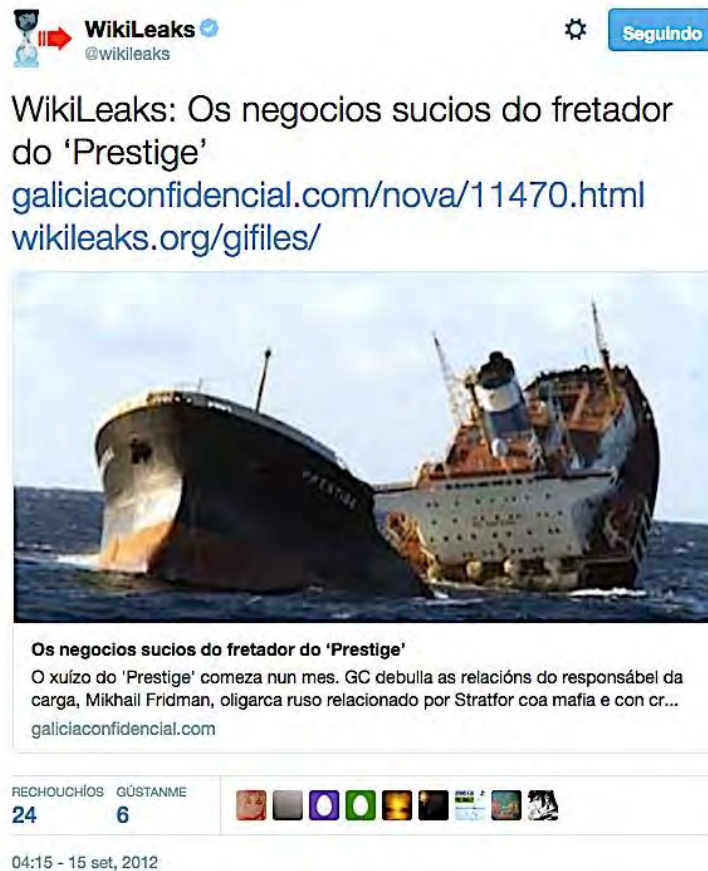 WikiLeaks
@wikileaks
Seguindo
WikiLeaks: Os negocios sucios do fretador
do ‘Prestige’
galiciaconfidencial.com/nova/11470.html
wikileaks.org/gifiles/
PRESTIGE
Os negocios sucios do fretador do ‘Prestige’
O xuízo do 'Prestige' comeza nun mes. GC debulla as relacións do responsábel da
carga, Mikhail Fridman, oligarca ruso relacionado por Stratfor coa mafia e con cr...
galiciaconfidencial.com
RECHOUCHÍOS GÚSTANME
24 6
04:15 - 15 set, 2012